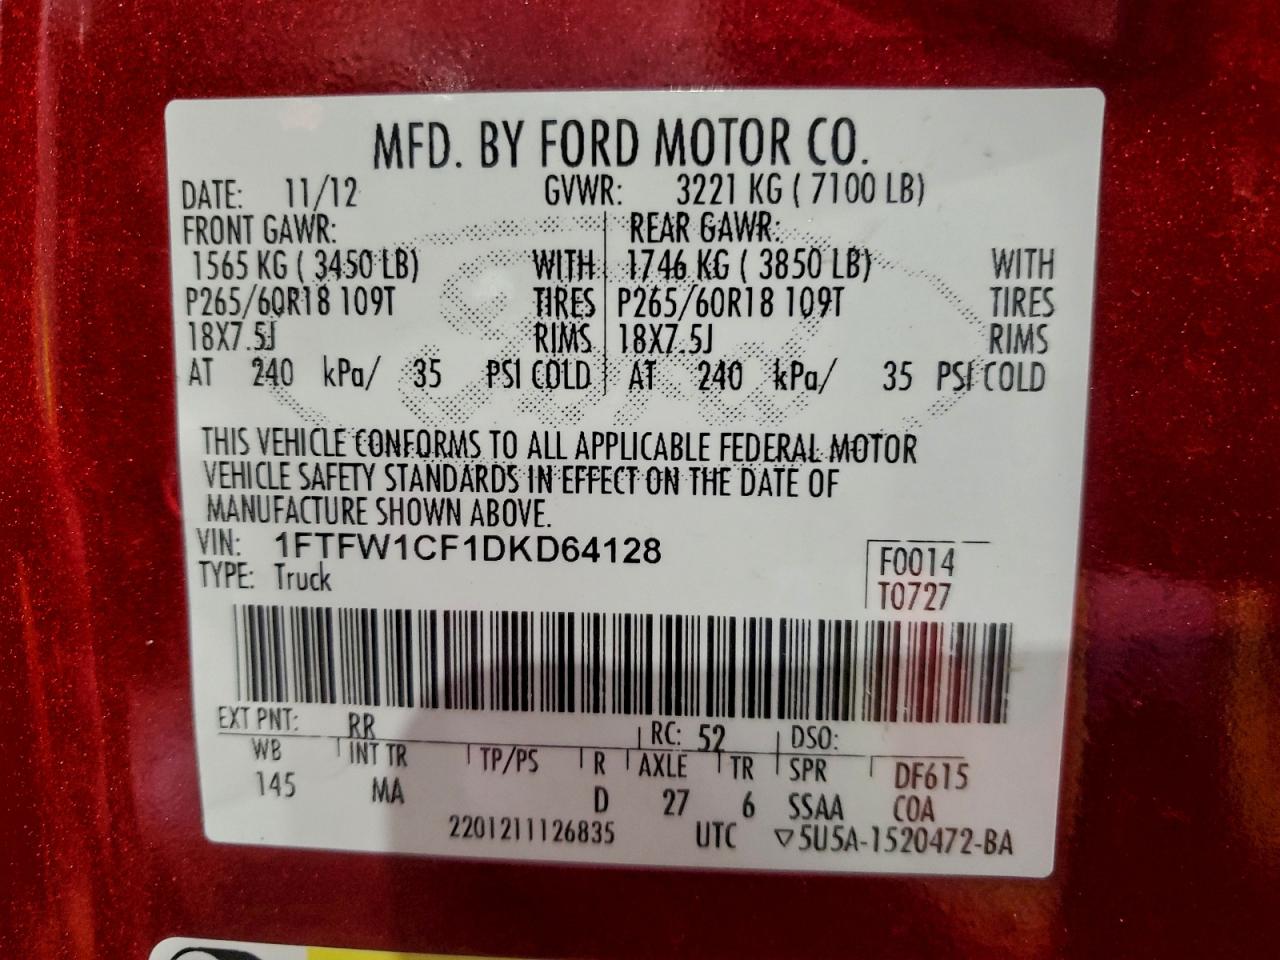 MFD. BY FORD MOTOR CO.
DATE: 11/12 GVWR: 3221 KG ( 7100 LB)
FRONT GAWR: REAR GAWR:
1565 KG ( 3450 LB) WITH 1746 KG ( 3850 LB) WITH
P265/60R18 109T TIRES P265/60R18 109T TIRES
18X7.5J RIMS 18X7.5J RIMS
AT 240 kPa/ 35 PSI COLD AT 240 kPa/ 35 PSI COLD
THIS VEHICLE CONFORMS TO ALL APPLICABLE FEDERAL MOTOR
VEHICLE SAFETY STANDARDS IN EFFECT ON THE DATE OF
MANUFACTURE SHOWN ABOVE.
VIN: 1FTFW1CF1DKD64128 F0014
TYPE: Truck T0727
EXT PNT: RR RC: 52 DSO:
WB INT TR TP/PS R AXLE TR SPR DF615
145 MA D 27 6 SSAA COA
2201211126835 UTC ▽5U5A-1520472-BA